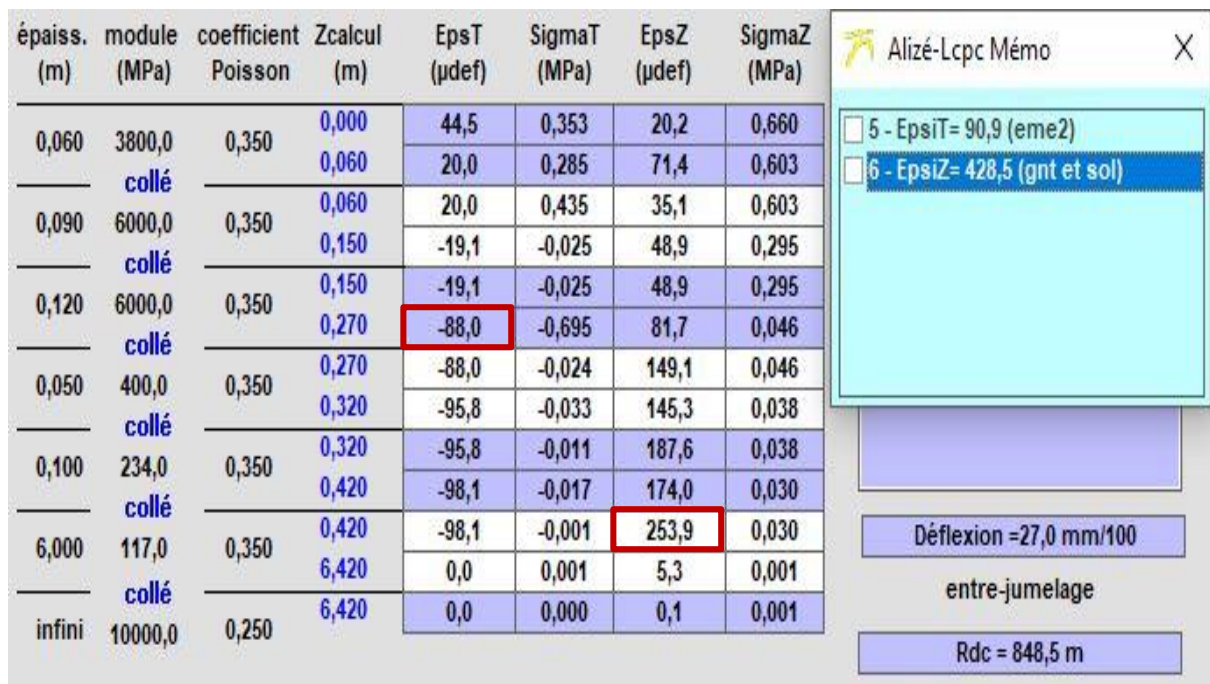 épaiss. module coefficient Zcalcul EpsT SigmaT EpsZ SigmaZ
(m) (MPa) Poisson (m) (µdef) (MPa) (µdef) (MPa)
0,060 3800,0 0,350 0,000 44,5 0,353 20,2 0,660
0,060 20,0 0,285 71,4 0,603
collé
0,090 6000,0 0,350 0,060 20,0 0,435 35,1 0,603
0,150 -19,1 -0,025 48,9 0,295
collé
0,120 6000,0 0,350 0,150 -19,1 -0,025 48,9 0,295
0,270 -88,0 -0,695 81,7 0,046
collé
0,050 400,0 0,350 0,270 -88,0 -0,024 149,1 0,046
0,320 -95,8 -0,033 145,3 0,038
collé
0,100 234,0 0,350 0,320 -95,8 -0,011 187,6 0,038
0,420 -98,1 -0,017 174,0 0,030
collé
6,000 117,0 0,350 0,420 -98,1 -0,001 253,9 0,030
6,420 0,0 0,001 5,3 0,001
collé
infini 10000,0 0,250 6,420 0,0 0,000 0,1 0,001
Alizé-Lcpc Mémo X
5 - EpsiT= 90,9 (eme2)
6 - EpsiZ= 428,5 (gnt et sol)
Déflexion =27,0 mm/100
entre-jumelage
Rdc = 848,5 m